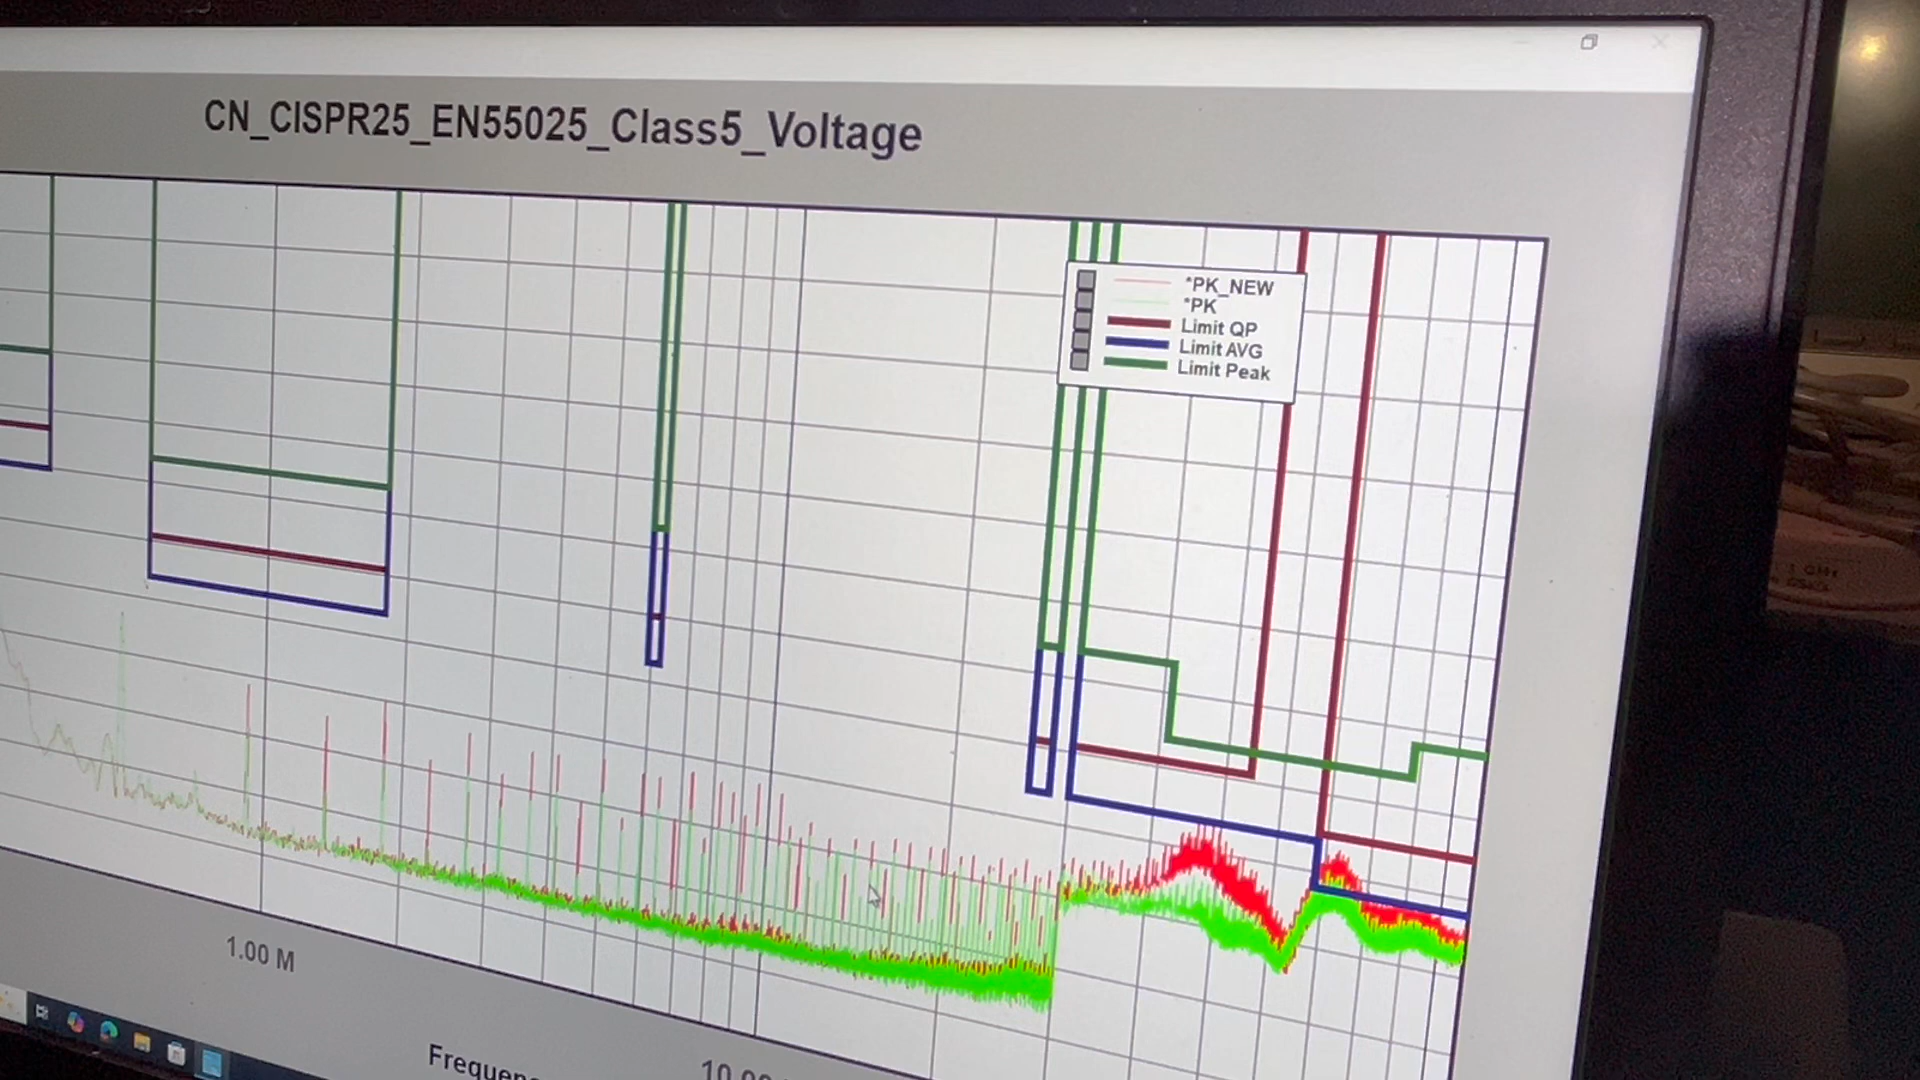 CN_CISPR25_EN55025_Class5_Voltage
*PK_NEW
*PK
Limit QP
Limit AVG
Limit Peak
1.00 M